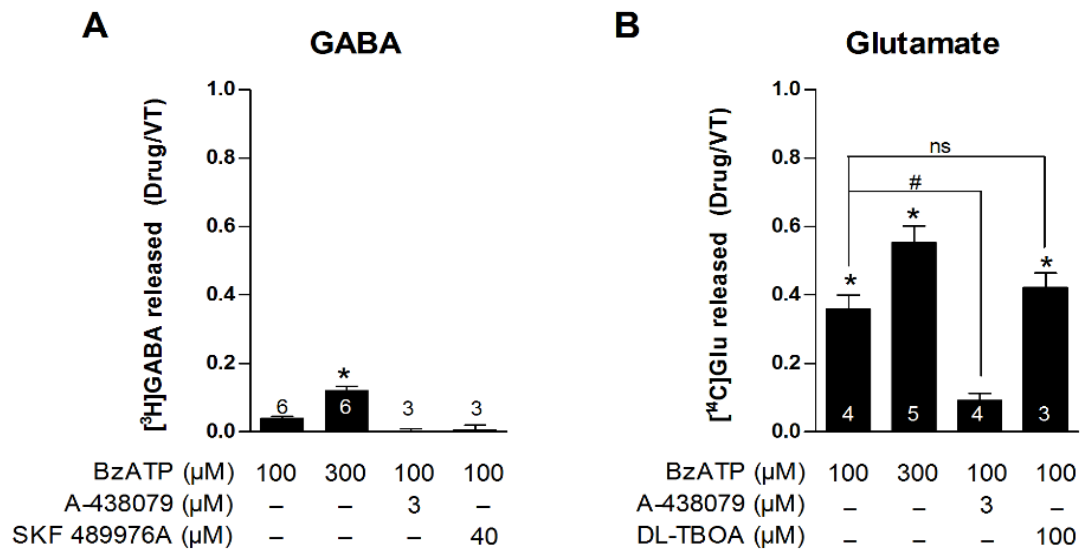 A
GABA
[³H]GABA released (Drug/VT)
1.0
0.8
0.6
0.4
0.2
0.0
6
*
6
3
3
BzATP (µM) 100 300 100 100
A-438079 (µM) – – 3 –
SKF 489976A (µM) – – – 40
B
Glutamate
[¹⁴C]Glu released (Drug/VT)
1.0
0.8
0.6
0.4
0.2
0.0
ns
#
*
*
*
4
5
4
3
BzATP (µM) 100 300 100 100
A-438079 (µM) – – 3 –
DL-TBOA (µM) – – – 100